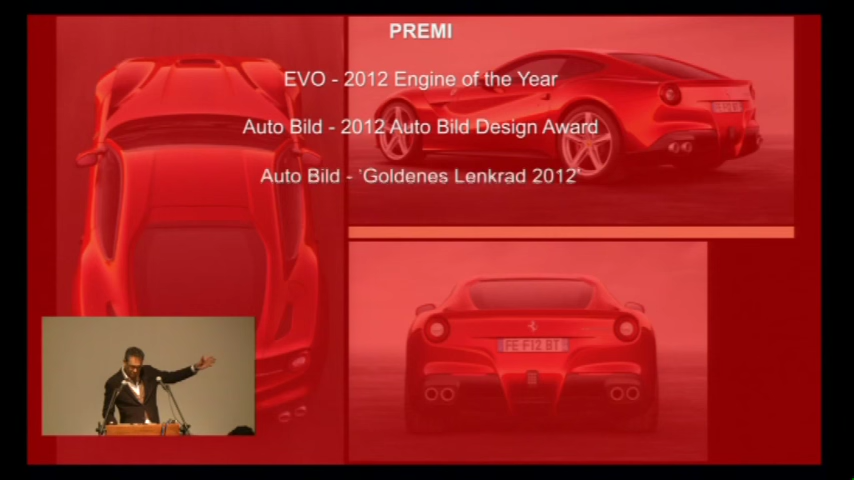 PREMI
EVO - 2012 Engine of the Year
Auto Bild - 2012 Auto Bild Design Award
Auto Bild - 'Goldenes Lenkrad 2012'
FE F12 BT